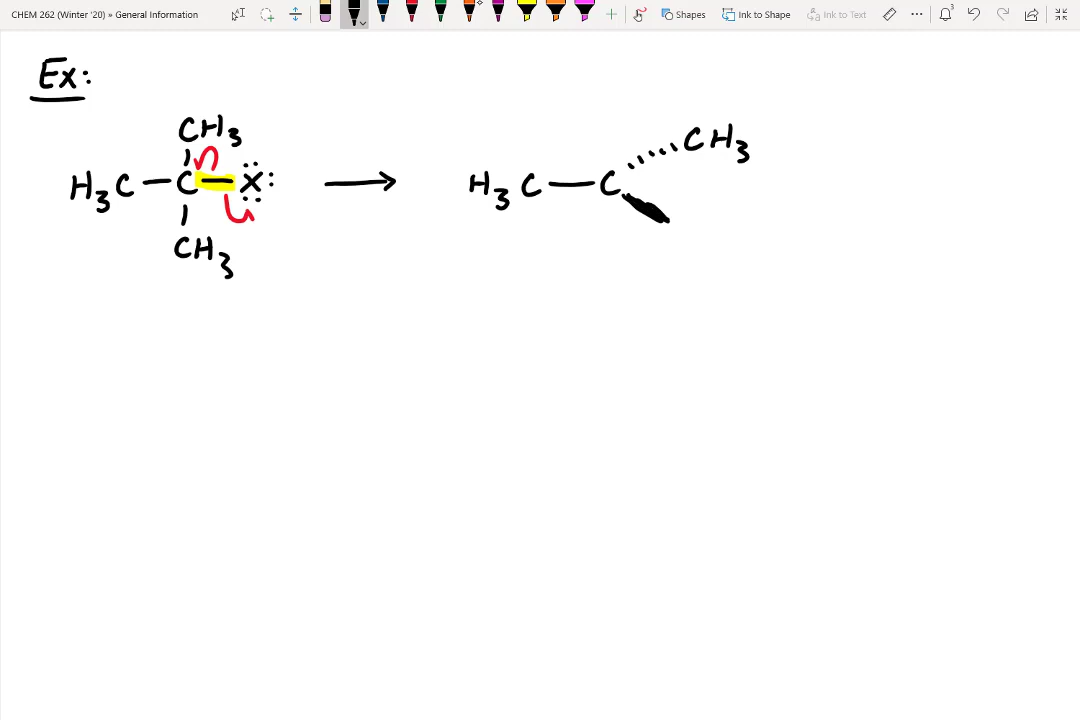 CHEM 262 (Winter '20) » General Information Shapes Ink to Shape Ink to Text 3
Ex:
CH3
H3C — C — X → H3C — C CH3
CH3